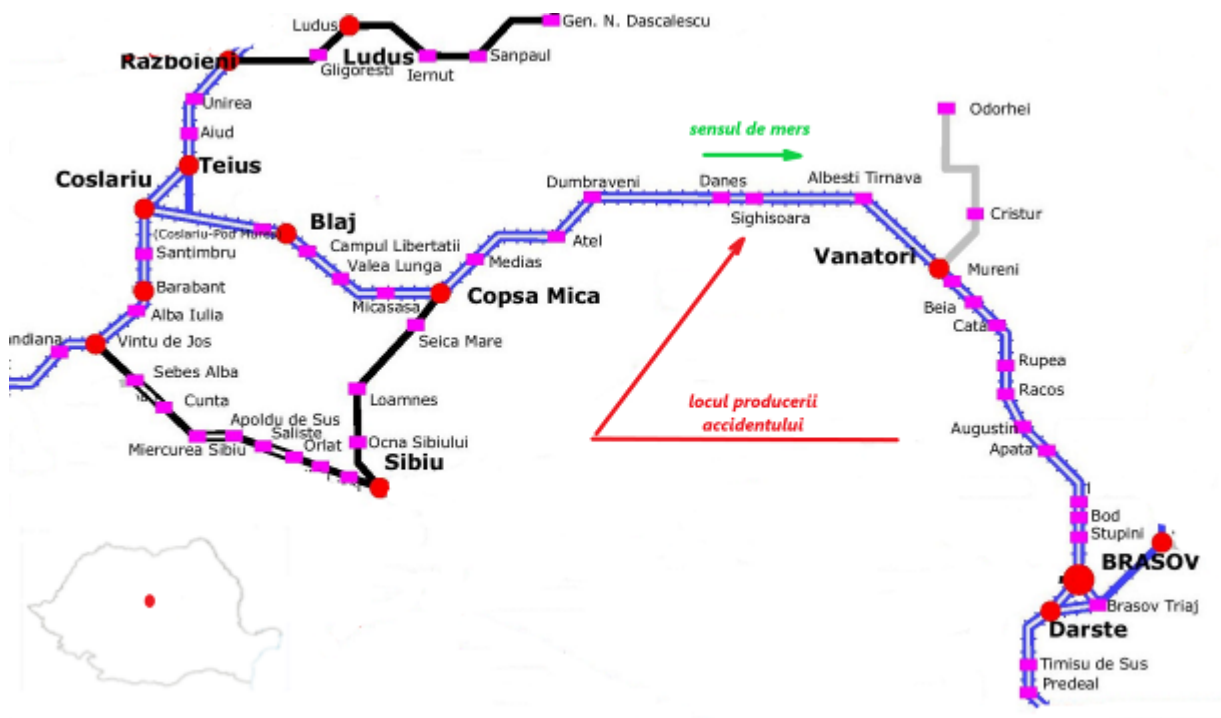 Ludus
Gen. N. Dascalescu
Razboieni
Ludus
Sanpaul
Gligoresti
Iernut
Unirea
Aiud
Teius
Coslariu
sensul de mers
Odorhei
Dumbraveni
Danes
Albesti Tirnava
Sighisoara
Cristur
Blaj
(Coslariu-Pod Mures)
Campul Libertatii
Atel
Santimbru
Valea Lunga
Medias
Vanatori
Mureni
Barabant
Micasasa
Copsa Mica
Beia
Alba Iulia
Cata
andiana
Vintu de Jos
Seica Mare
Rupea
Sebes Alba
Racos
Loamnes
Cunta
locul producerii
accidentului
Apoldu de Sus
Saliste
Augustin
Miercurea Sibiu
Orlat
Ocna Sibiului
Apata
Sibiu
Bod
Stupini
BRASOV
Brasov Triaj
Darste
Timisu de Sus
Predeal